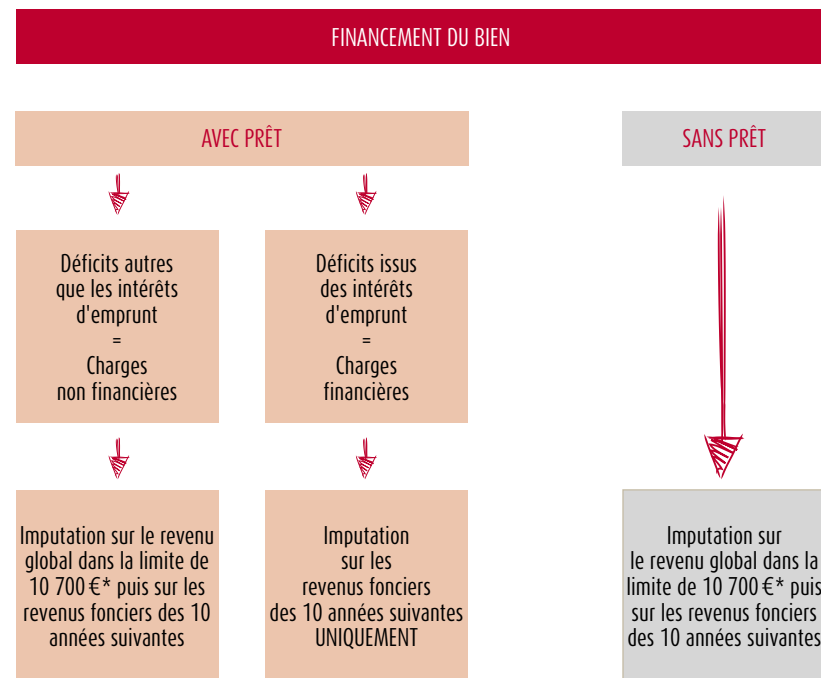 FINANCEMENT DU BIEN
AVEC PRÊT
SANS PRÊT
Déficits autres
que les intérêts
d'emprunt
=
Charges
non financières
Déficits issus
des intérêts
d'emprunt
=
Charges
financières
Imputation sur le revenu
global dans la limite de
10 700 €* puis sur les
revenus fonciers des 10
années suivantes
Imputation
sur les
revenus fonciers
des 10 années suivantes
UNIQUEMENT
Imputation sur
le revenu global dans la
limite de 10 700 €* puis
sur les revenus fonciers
des 10 années suivantes